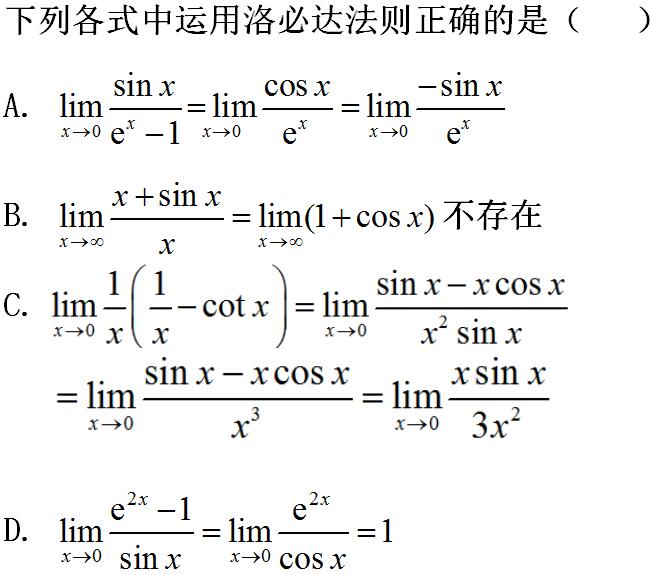 下列各式中运用洛必达法则正确的是（　　）
A. \lim_{x \to 0} \frac{\sin x}{e^x - 1} = \lim_{x \to 0} \frac{\cos x}{e^x} = \lim_{x \to 0} \frac{-\sin x}{e^x}
B. \lim_{x \to \infty} \frac{x + \sin x}{x} = \lim_{x \to \infty} (1 + \cos x) 不存在
C. \lim_{x \to 0} \frac{1}{x} \left( \frac{1}{x} - \cot x \right) = \lim_{x \to 0} \frac{\sin x - x \cos x}{x^2 \sin x}
= \lim_{x \to 0} \frac{\sin x - x \cos x}{x^3} = \lim_{x \to 0} \frac{x \sin x}{3x^2}
D. \lim_{x \to 0} \frac{e^{2x} - 1}{\sin x} = \lim_{x \to 0} \frac{e^{2x}}{\cos x} = 1